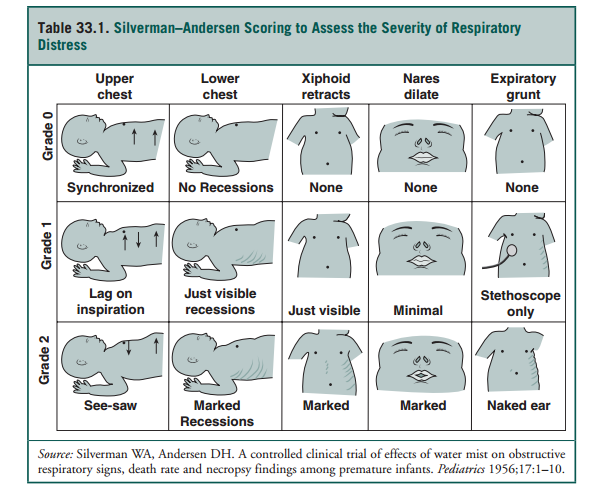 Table 33.1. Silverman–Andersen Scoring to Assess the Severity of Respiratory
Distress
Upper
chest
Lower
chest
Xiphoid
retracts
Nares
dilate
Expiratory
grunt
Grade 0
Synchronized
No Recessions
None
None
None
Grade 1
Lag on
inspiration
Just visible
recessions
Just visible
Minimal
Stethoscope
only
Grade 2
See-saw
Marked
Recessions
Marked
Marked
Naked ear
Source: Silverman WA, Andersen DH. A controlled clinical trial of effects of water mist on obstructive
respiratory signs, death rate and necropsy findings among premature infants. Pediatrics 1956;17:1–10.